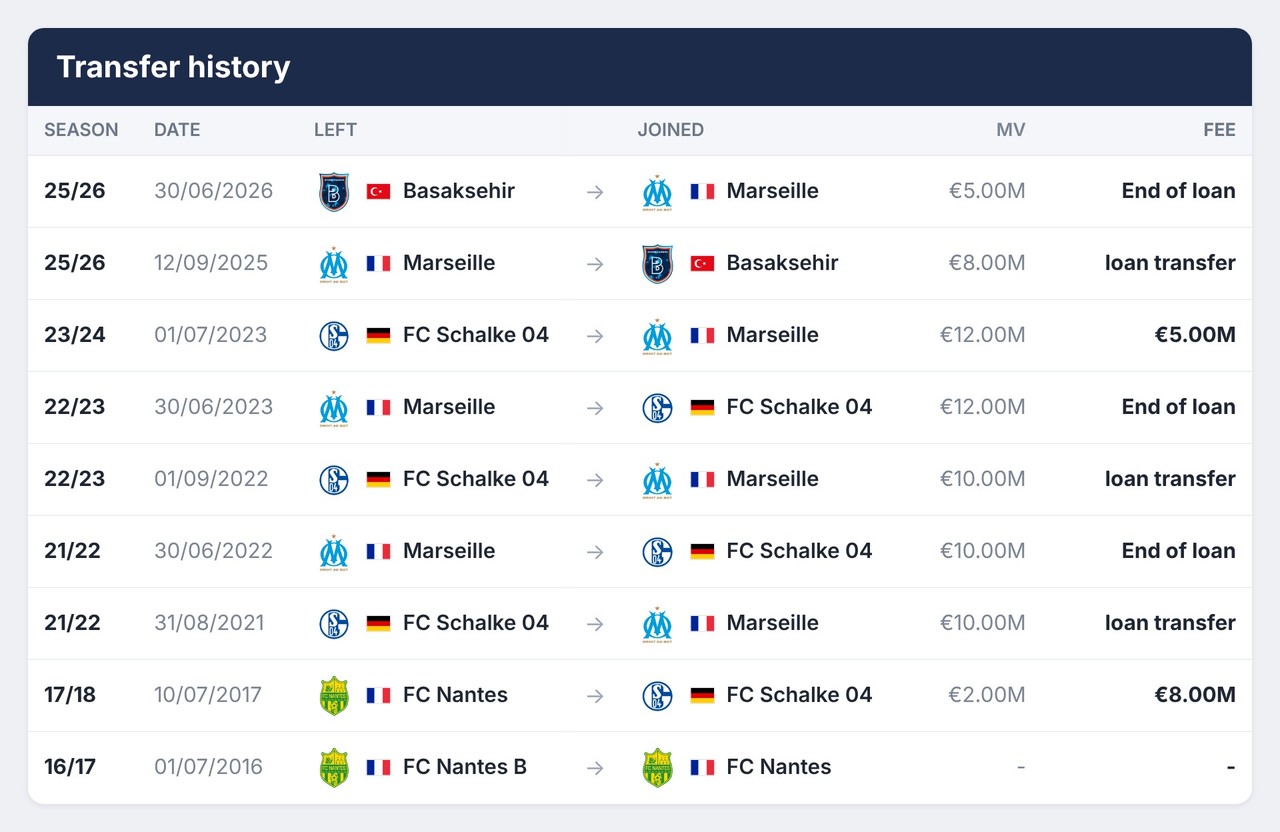 Transfer history
SEASON DATE LEFT JOINED MV FEE
25/26 30/06/2026 Basaksehir → Marseille €5.00M End of loan
25/26 12/09/2025 Marseille → Basaksehir €8.00M loan transfer
23/24 01/07/2023 FC Schalke 04 → Marseille €12.00M €5.00M
22/23 30/06/2023 Marseille → FC Schalke 04 €12.00M End of loan
22/23 01/09/2022 FC Schalke 04 → Marseille €10.00M loan transfer
21/22 30/06/2022 Marseille → FC Schalke 04 €10.00M End of loan
21/22 31/08/2021 FC Schalke 04 → Marseille €10.00M loan transfer
17/18 10/07/2017 FC Nantes → FC Schalke 04 €2.00M €8.00M
16/17 01/07/2016 FC Nantes B → FC Nantes - -